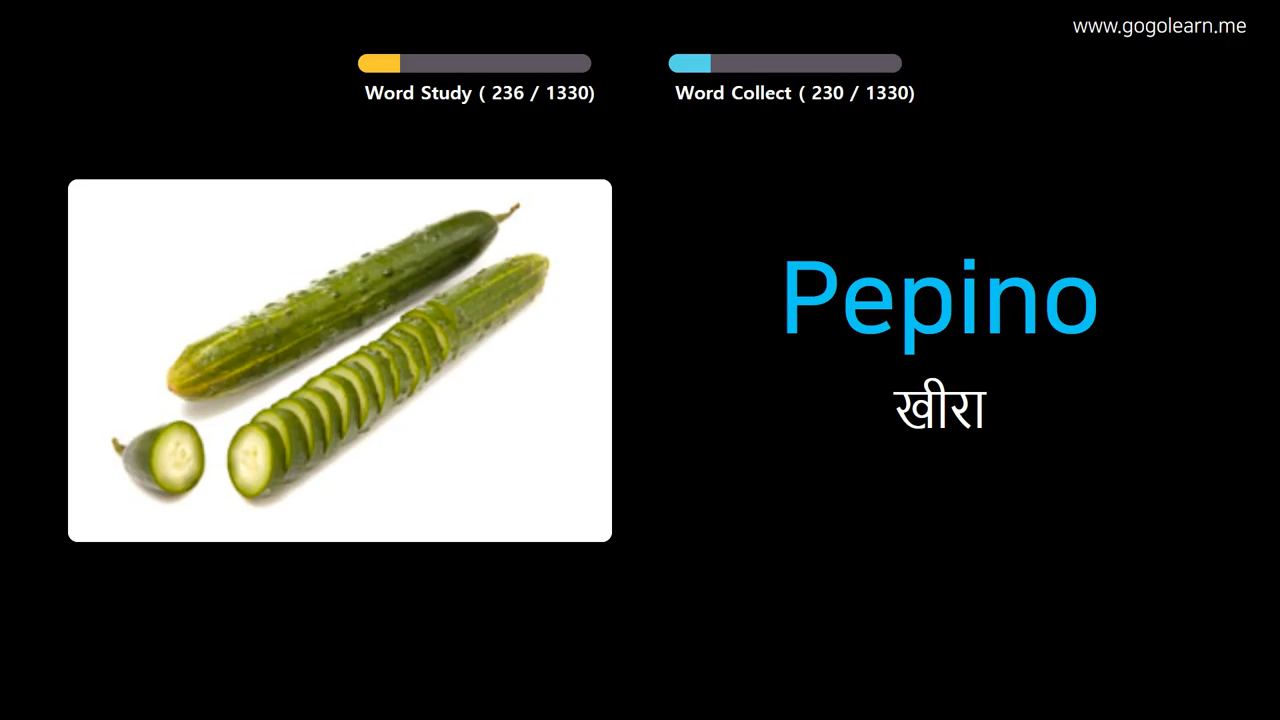 www.gogolearn.me
Word Study ( 236 / 1330)
Word Collect ( 230 / 1330)
Pepino
खीरा